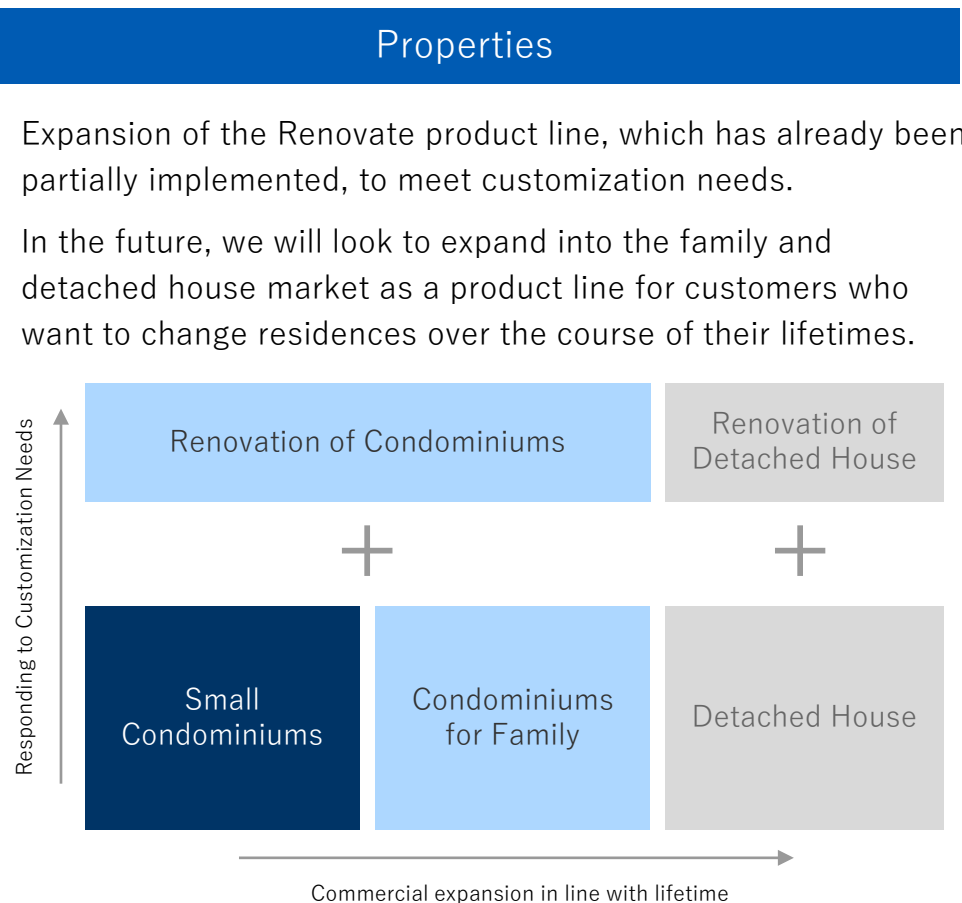 Properties
Expansion of the Renovate product line, which has already been
partially implemented, to meet customization needs.
In the future, we will look to expand into the family and
detached house market as a product line for customers who
want to change residences over the course of their lifetimes.
Responding to Customization Needs
Renovation of Condominiums
Renovation of
Detached House
+
+
Small
Condominiums
Condominiums
for Family
Detached House
Commercial expansion in line with lifetime